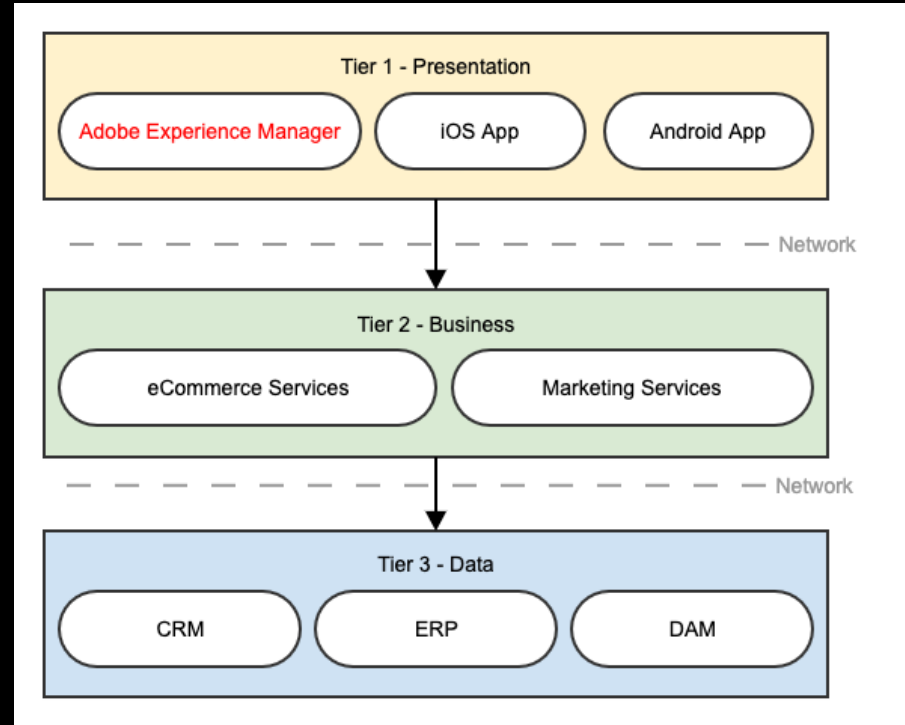 Tier 1 - Presentation
Adobe Experience Manager
iOS App
Android App
Network
Tier 2 - Business
eCommerce Services
Marketing Services
Network
Tier 3 - Data
CRM
ERP
DAM